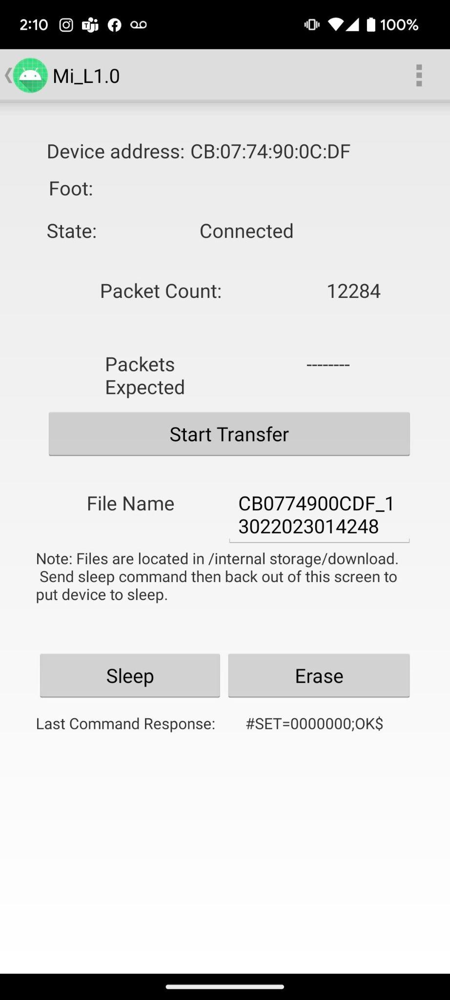 2:10 100%
Mi_L1.0
Device address: CB:07:74:90:0C:DF
Foot:
State: Connected
Packet Count: 12284
Packets --------
Expected
Start Transfer
File Name CB0774900CDF_1
3022023014248
Note: Files are located in /internal storage/download.
Send sleep command then back out of this screen to
put device to sleep.
Sleep Erase
Last Command Response: #SET=0000000;OK$